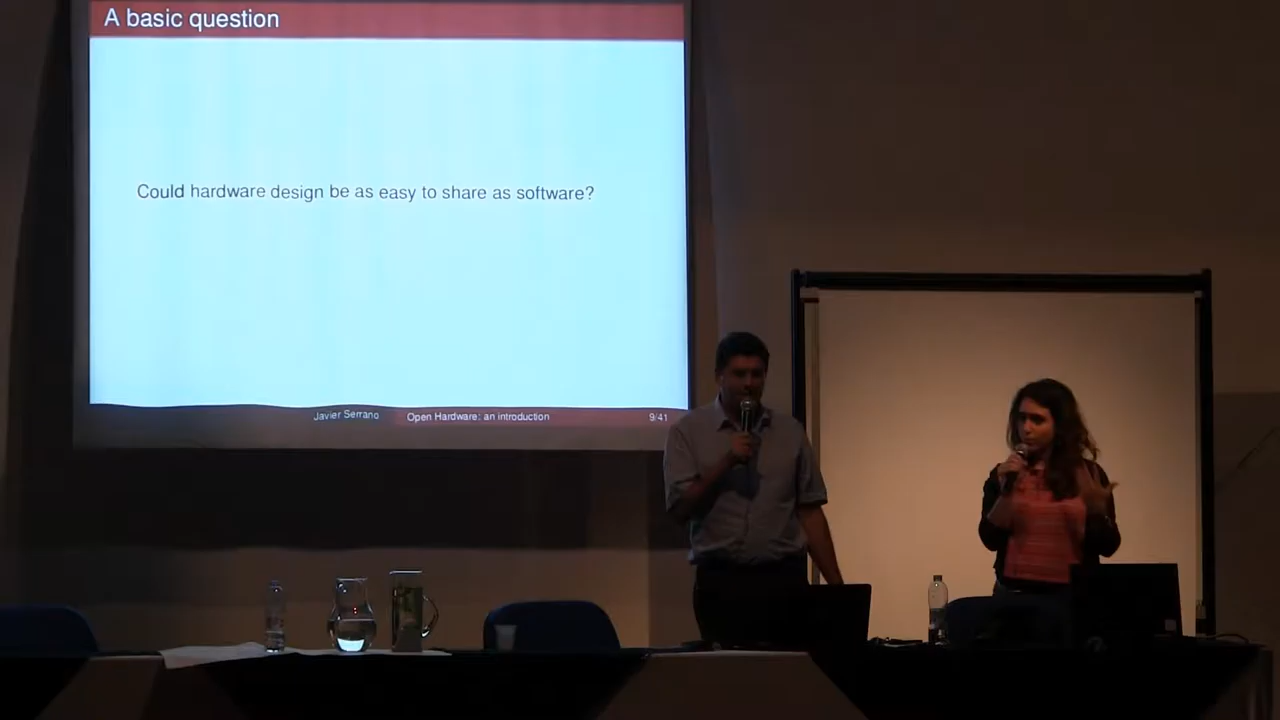 A basic question
Could hardware design be as easy to share as software?
Javier Serrano Open Hardware: an introduction 9/41